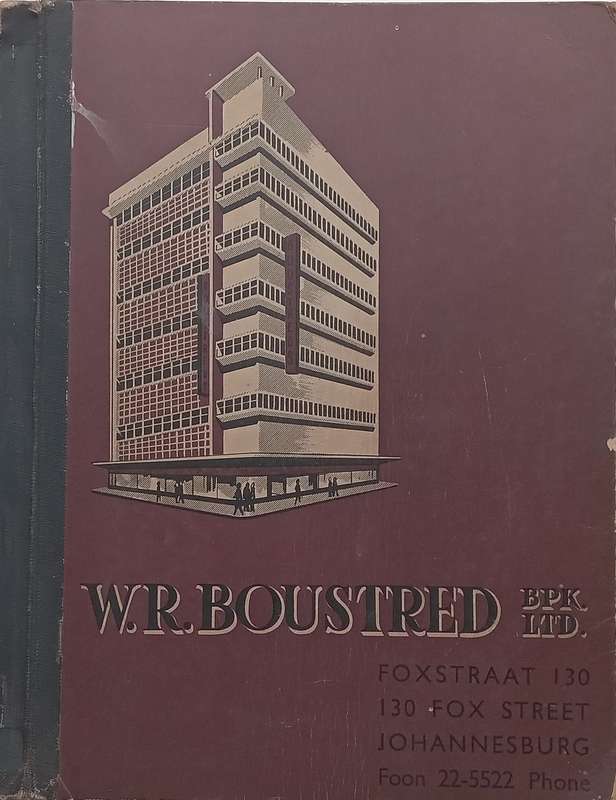 W.R. BOUSTRED BPK. LTD.
FOXSTRAAT 130
130 FOX STREET
JOHANNESBURG
Foon 22-5522 Phone